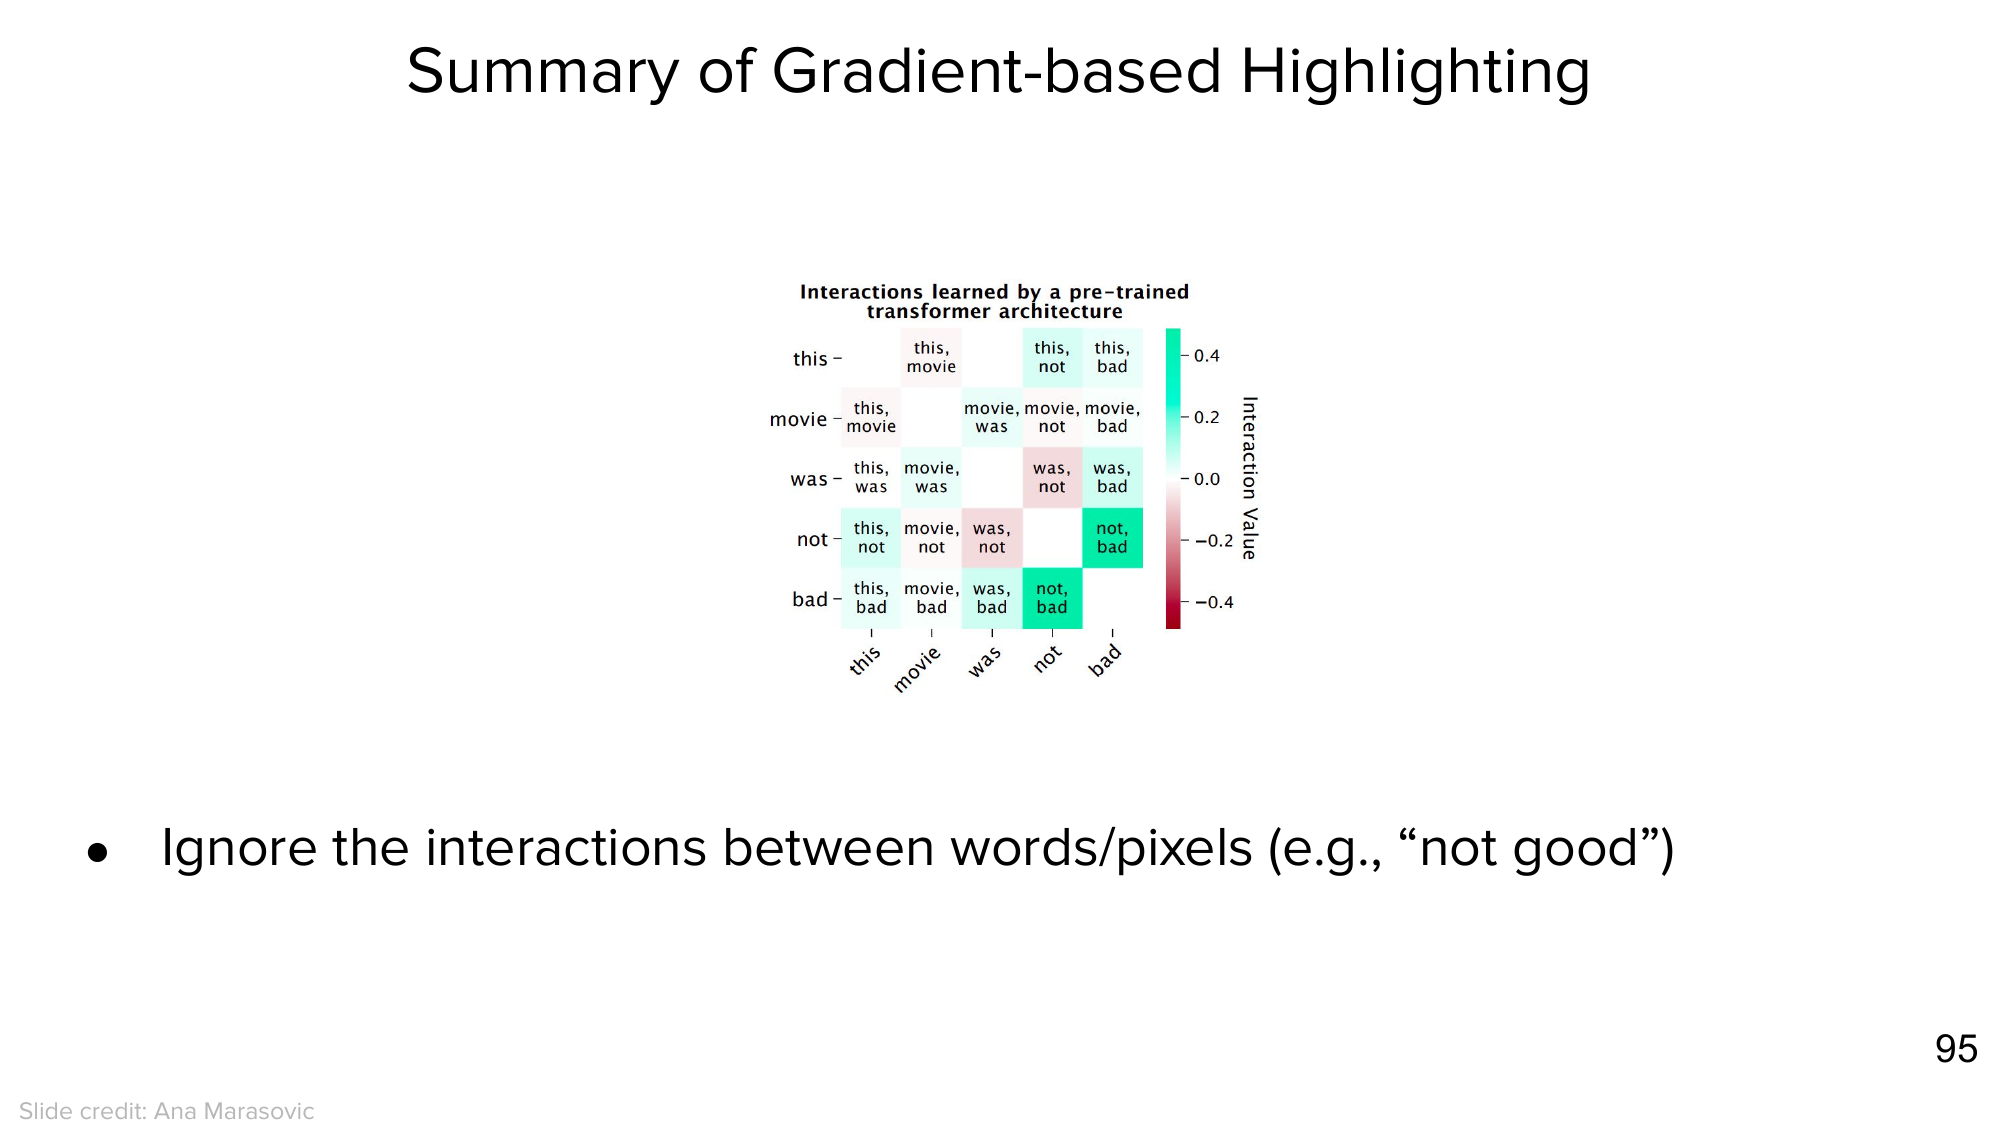 Summary of Gradient-based Highlighting
Interactions learned by a pre-trained
transformer architecture
this
this,
movie
this,
not
this,
bad
movie
this,
movie
movie,
was
movie,
not
movie,
bad
was
this,
was
movie,
was
was,
not
was,
bad
not
this,
not
movie,
not
was,
not
not,
bad
bad
this,
bad
movie,
bad
was,
bad
not,
bad
this
movie
was
not
bad
0.4
0.2
0.0
−0.2
−0.4
Interaction Value
● Ignore the interactions between words/pixels (e.g., “not good”)
95
Slide credit: Ana Marasovic